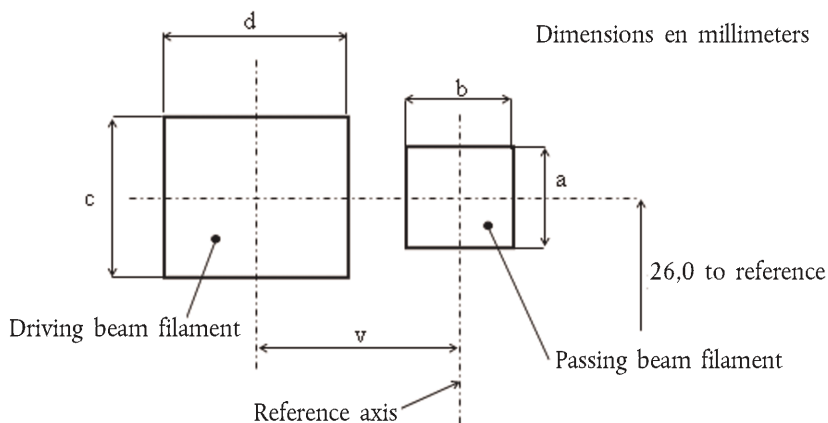 d
Dimensions en millimeters
b
c
a
26,0 to reference
Driving beam filament
v
Passing beam filament
Reference axis